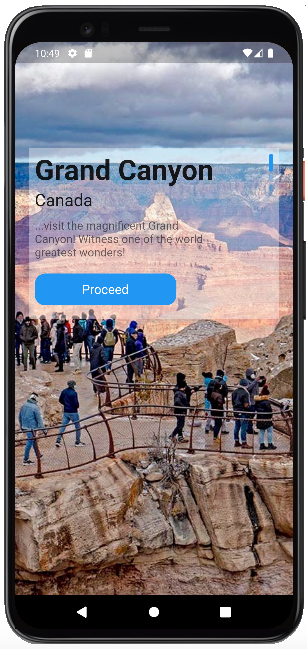 10:49
Grand Canyon
Canada
...visit the magnificent Grand
Canyon! Witness one of the world
greatest wonders!
Proceed